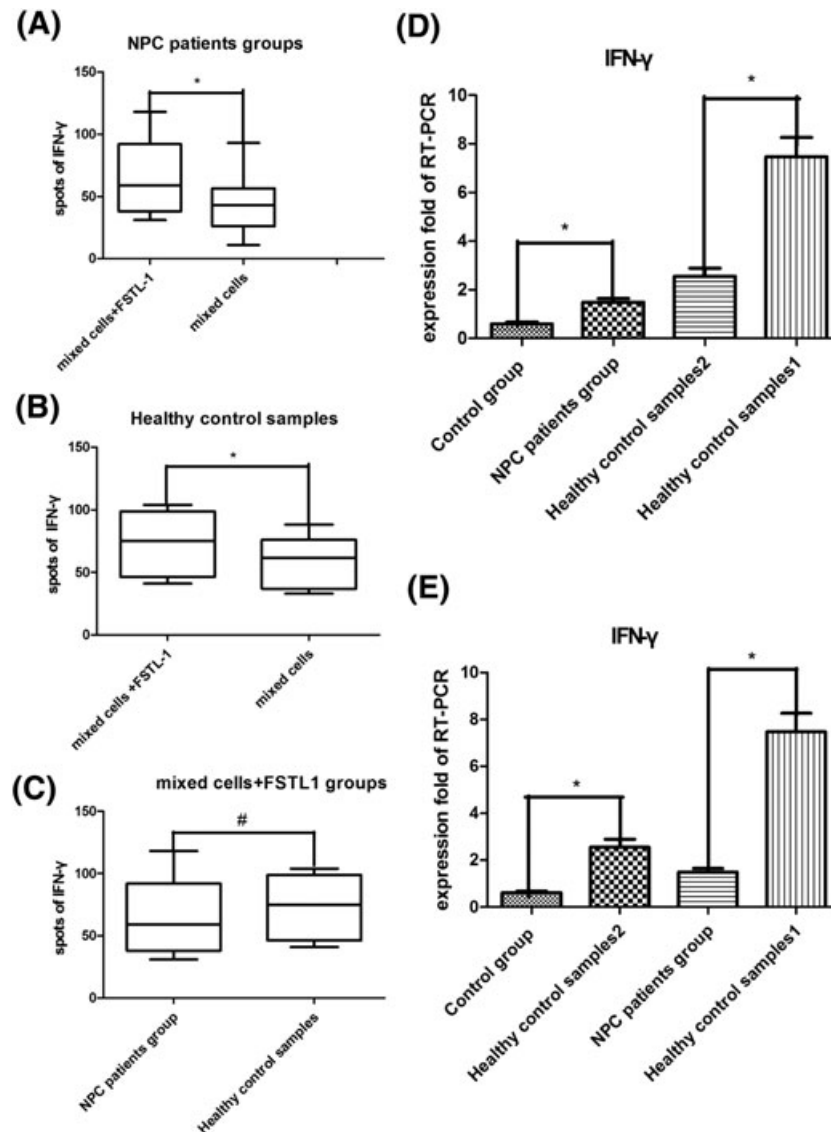 (A)
NPC patients groups
*
150
100
50
0
spots of IFN-γ
mixed cells+FSTL-1
mixed cells
(B)
Healthy control samples
*
150
100
50
0
spots of IFN-γ
mixed cells +FSTL-1
mixed cells
(C)
mixed cells+FSTL1 groups
#
150
100
50
0
spots of IFN-γ
NPC patients group
Healthy control samples
(D)
IFN-γ
*
*
10
8
6
4
2
0
expression fold of RT-PCR
Control group
NPC patients group
Healthy control samples2
Healthy control samples1
(E)
IFN-γ
*
*
10
8
6
4
2
0
expression fold of RT-PCR
Control group
Healthy control samples2
NPC patients group
Healthy control samples1